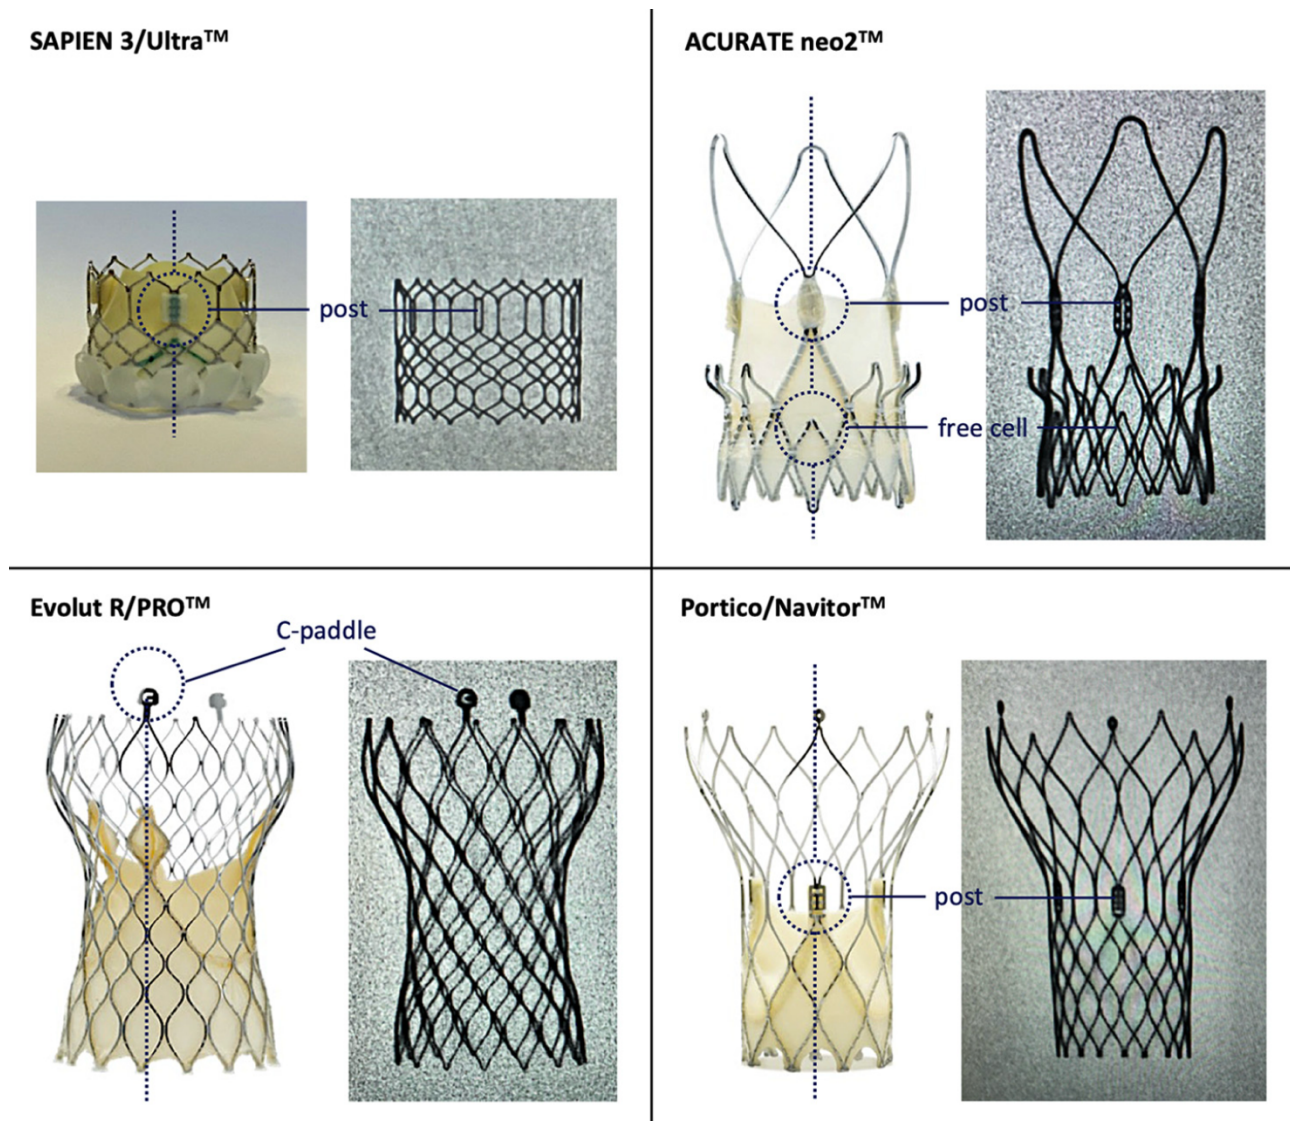 SAPIEN 3/Ultra™
ACURATE neo2™
post
post
free cell
Evolut R/PRO™
Portico/Navitor™
C-paddle
post